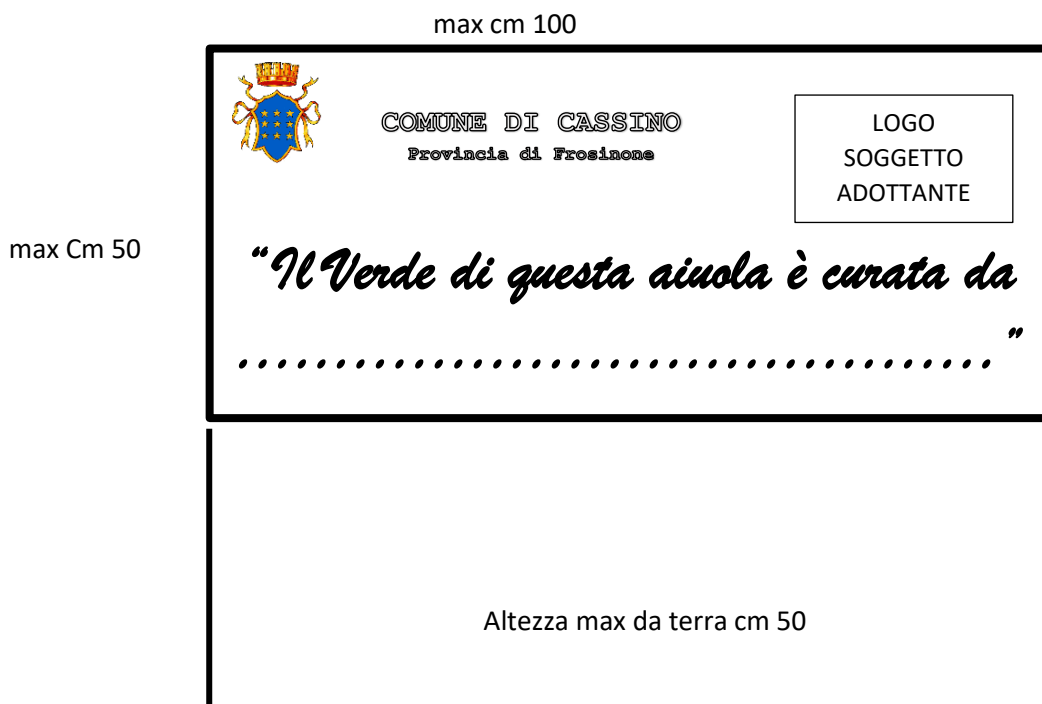 max cm 100
COMUNE DI CASSINO
Provincia di Frosinone
LOGO
SOGGETTO
ADOTTANTE
max Cm 50
“Il Verde di questa aiuola è curata da
.......................................”
Altezza max da terra cm 50